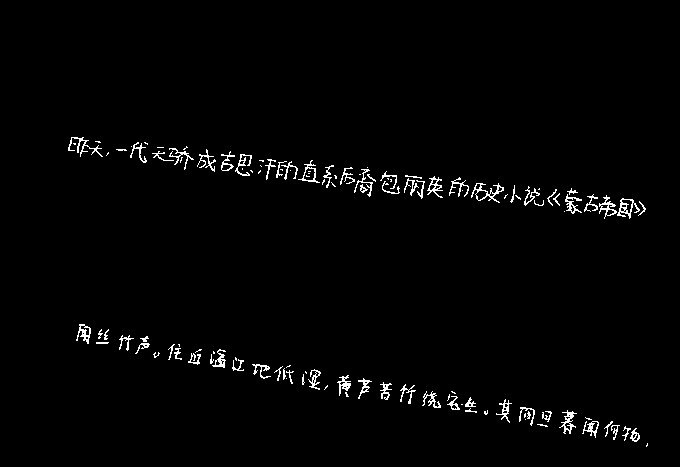 昨天,一代天骄成吉思汗的直系后裔包丽英的历史小说《蒙古帝国》
闻丝竹声。住近湓江地低湿,黄芦苦竹绕宅生。其间旦暮闻何物,